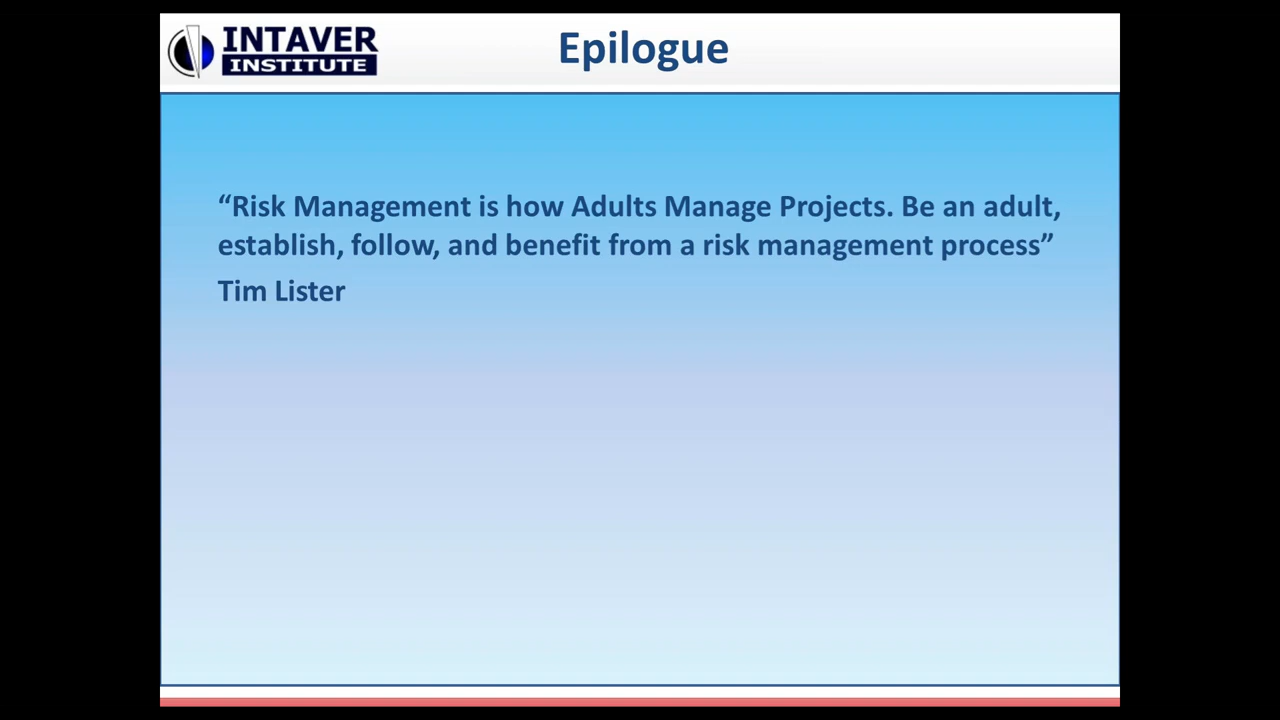 INTAVER
INSTITUTE
Epilogue
“Risk Management is how Adults Manage Projects. Be an adult,
establish, follow, and benefit from a risk management process”
Tim Lister